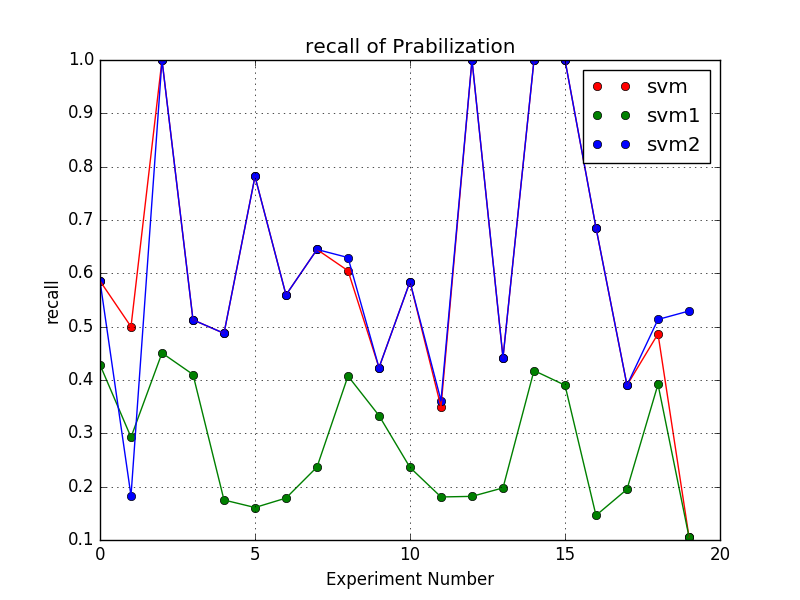 recall of Prabilization
1.0
0.9
0.8
0.7
0.6
0.5
0.4
0.3
0.2
0.1
recall
svm
svm1
svm2
0 5 10 15 20
Experiment Number